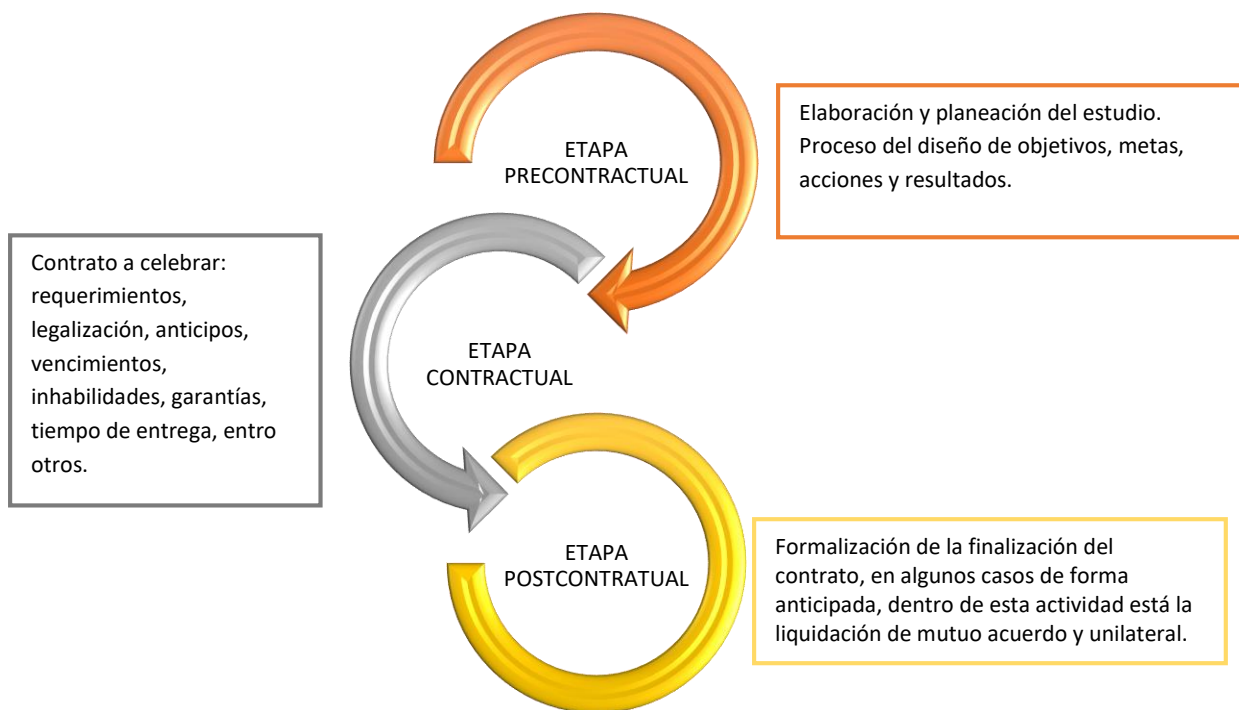 ETAPA
PRECONTRACTUAL
Elaboración y planeación del estudio.
Proceso del diseño de objetivos, metas,
acciones y resultados.
Contrato a celebrar:
requerimientos,
legalización, anticipos,
vencimientos,
inhabilidades, garantías,
tiempo de entrega, entro
otros.
ETAPA
CONTRACTUAL
ETAPA
POSTCONTRATUAL
Formalización de la finalización del
contrato, en algunos casos de forma
anticipada, dentro de esta actividad está la
liquidación de mutuo acuerdo y unilateral.